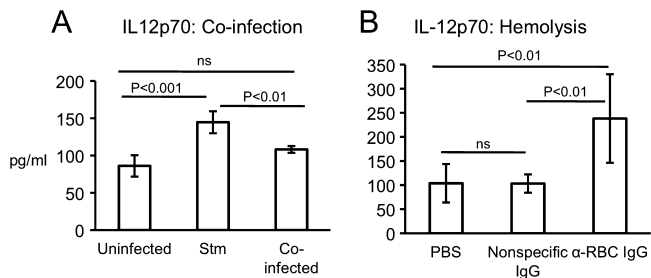 A
IL12p70: Co-infection
ns
P<0.001
P<0.01
200
150
100
50
0
pg/ml
Uninfected
Stm
Co-
infected
B
IL-12p70: Hemolysis
P<0.01
P<0.01
ns
350
300
250
200
150
100
50
0
PBS
Nonspecific
IgG
α-RBC IgG